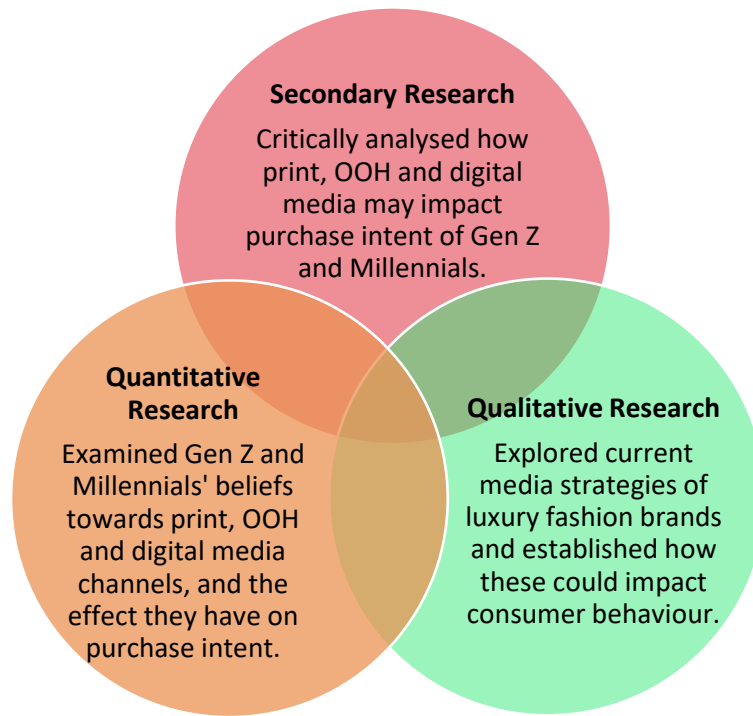 Secondary Research
Critically analysed how
print, OOH and digital
media may impact
purchase intent of Gen Z
and Millennials.
Quantitative
Research
Examined Gen Z and
Millennials' beliefs
towards print, OOH
and digital media
channels, and the
effect they have on
purchase intent.
Qualitative Research
Explored current
media strategies of
luxury fashion brands
and established how
these could impact
consumer behaviour.